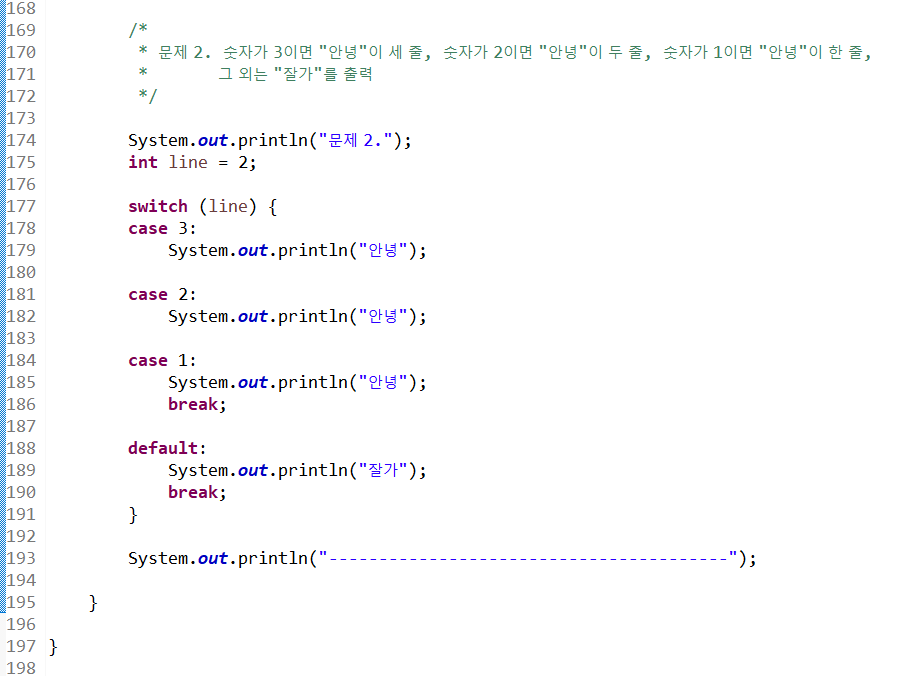 168
169 /*
170 * 문제 2. 숫자가 3이면 "안녕"이 세 줄, 숫자가 2이면 "안녕"이 두 줄, 숫자가 1이면 "안녕"이 한 줄,
171 * 그 외는 "잘가"를 출력
172 */
173
174 System.out.println("문제 2.");
175 int line = 2;
176
177 switch (line) {
178 case 3:
179 System.out.println("안녕");
180
181 case 2:
182 System.out.println("안녕");
183
184 case 1:
185 System.out.println("안녕");
186 break;
187
188 default:
189 System.out.println("잘가");
190 break;
191 }
192
193 System.out.println("----------------------------------------");
194
195 }
196
197 }
198